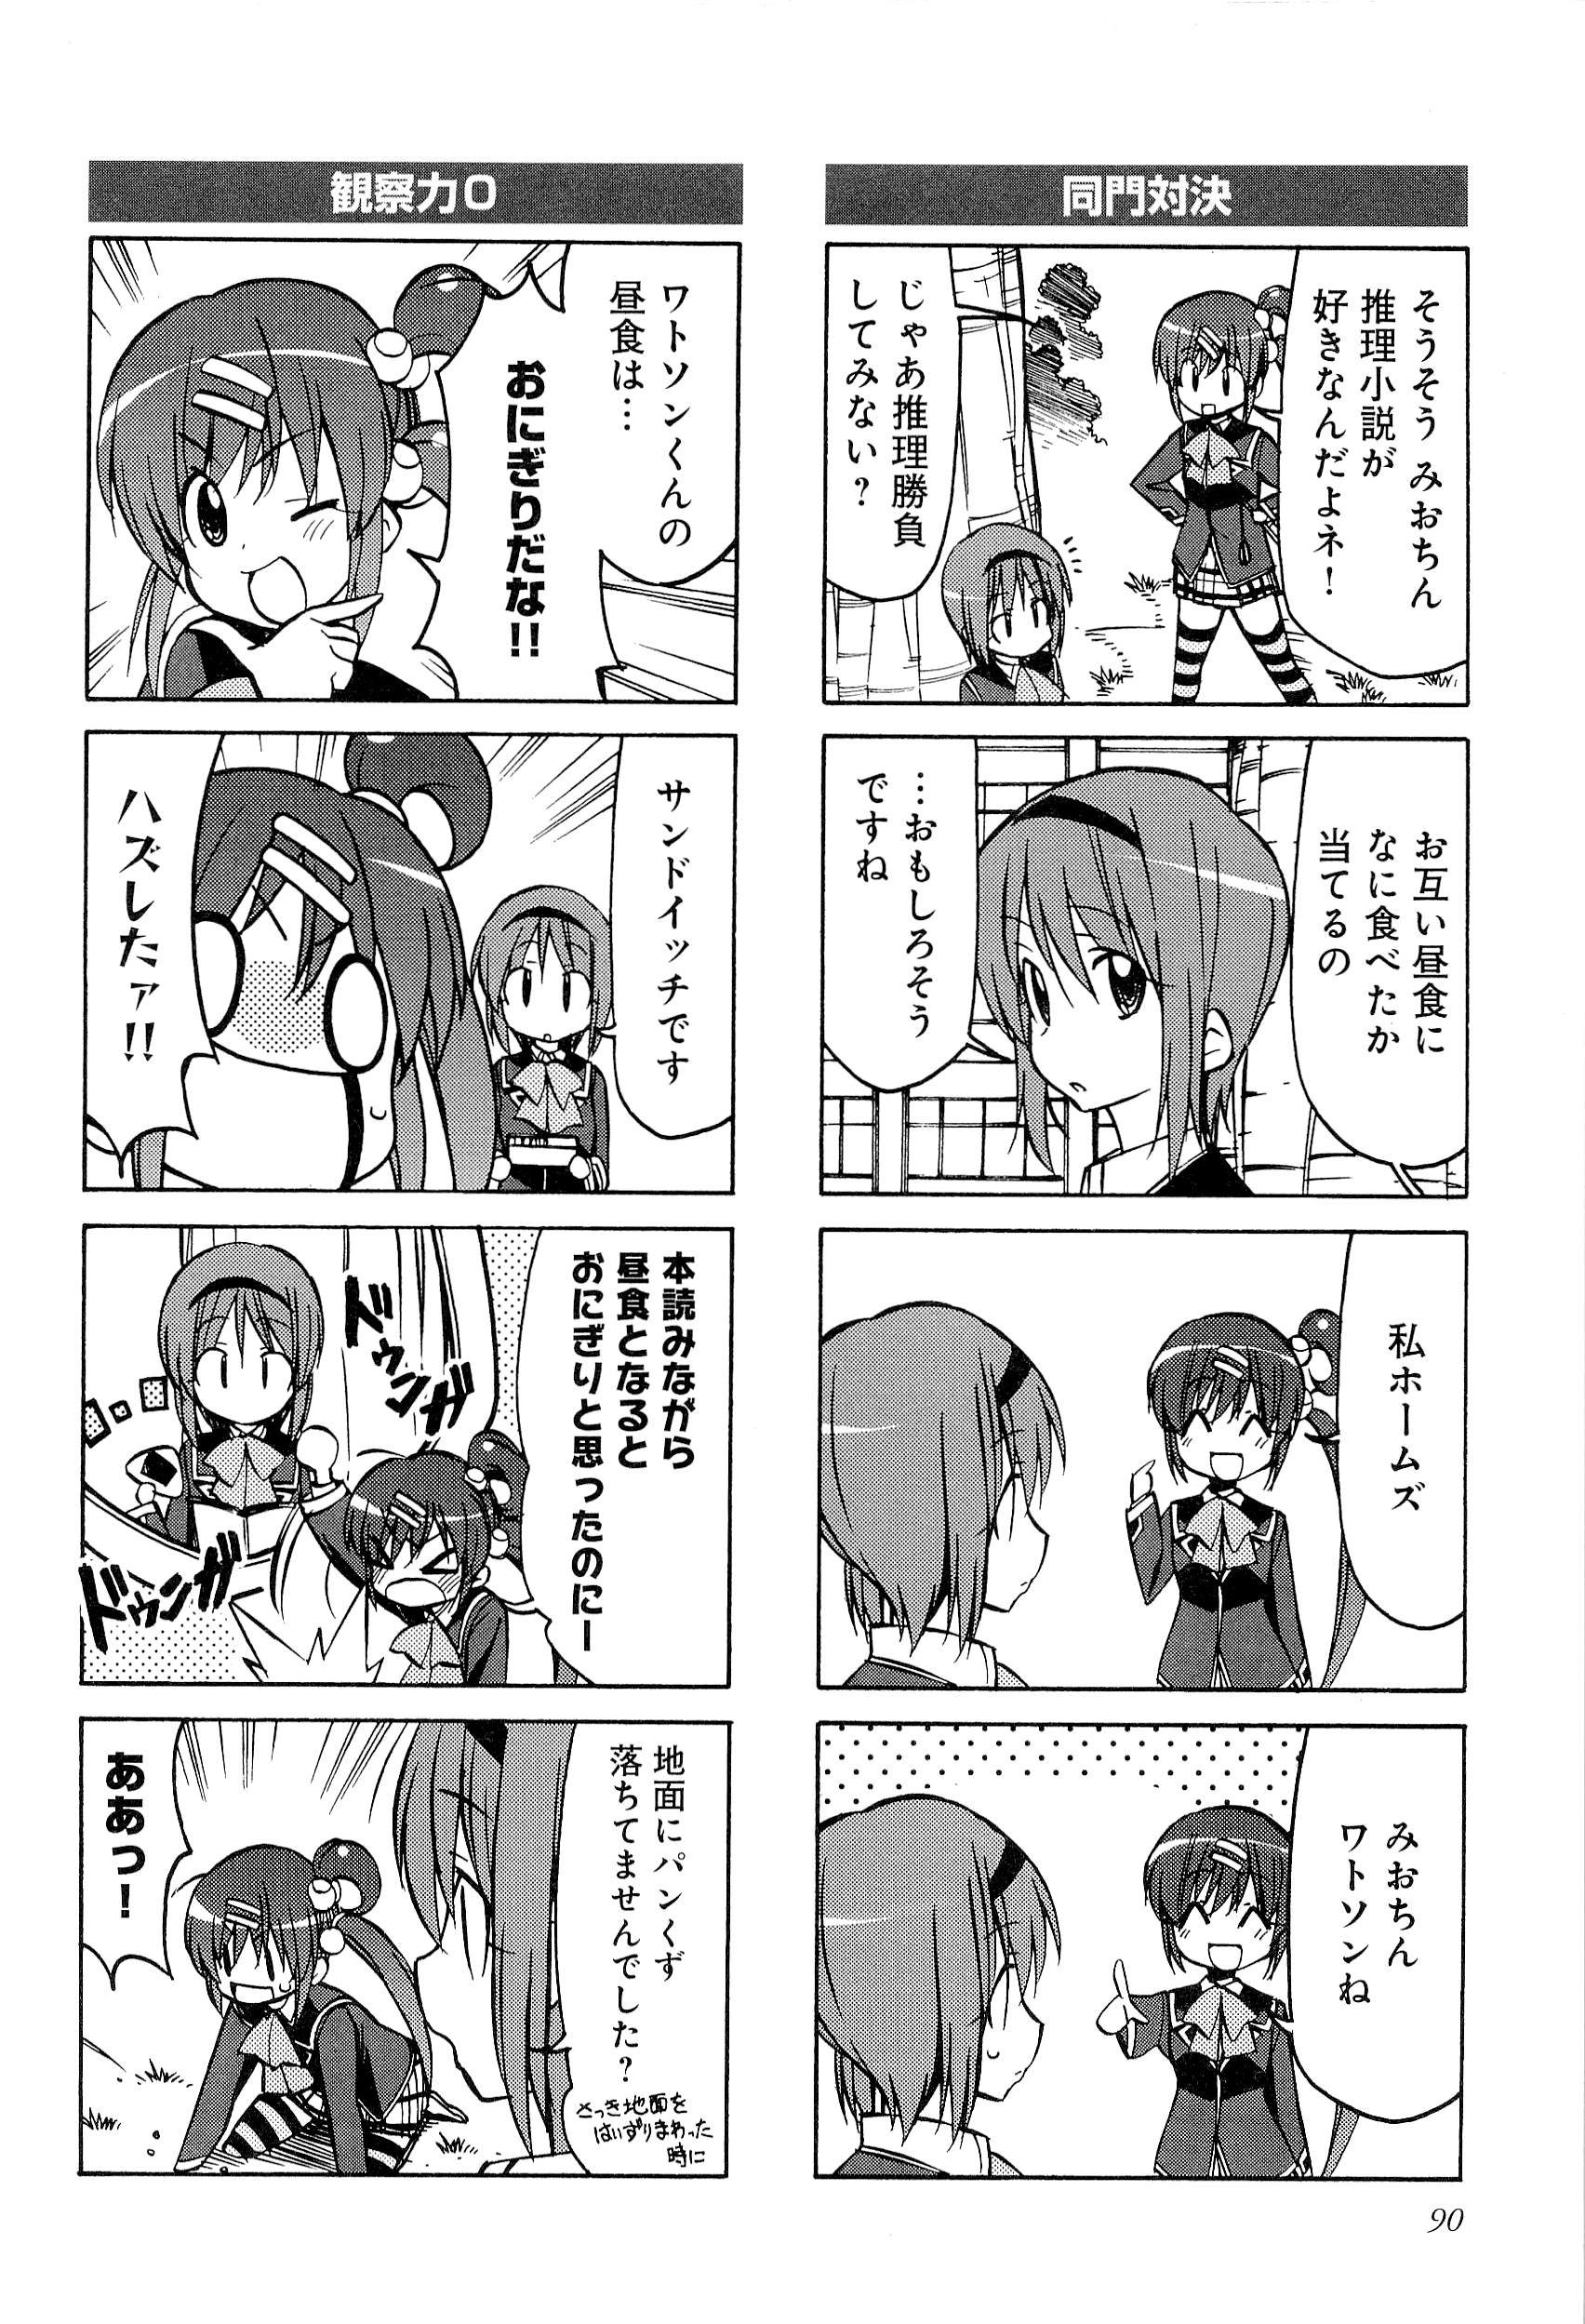 同門対決
そうそう みおちん
推理小説が
好きなんだよネ！
じゃあ推理勝負
してみない？
お互い昼食に
なに食べたか
当てるの
…おもしろそう
ですね
私ホームズ
みおちん
ワトソンね
観察力0
ワトソンくんの
昼食は…
おにぎりだな!!
サンドイッチです
ハズしたァ!!
本読みながら
昼食となると
おにぎりと思ったのにー
ドゥンガ
ドゥンガ
地面にパンくず
落ちてませんでした？
さっき地面を
はいずりまわった
時に
ああっ！
90